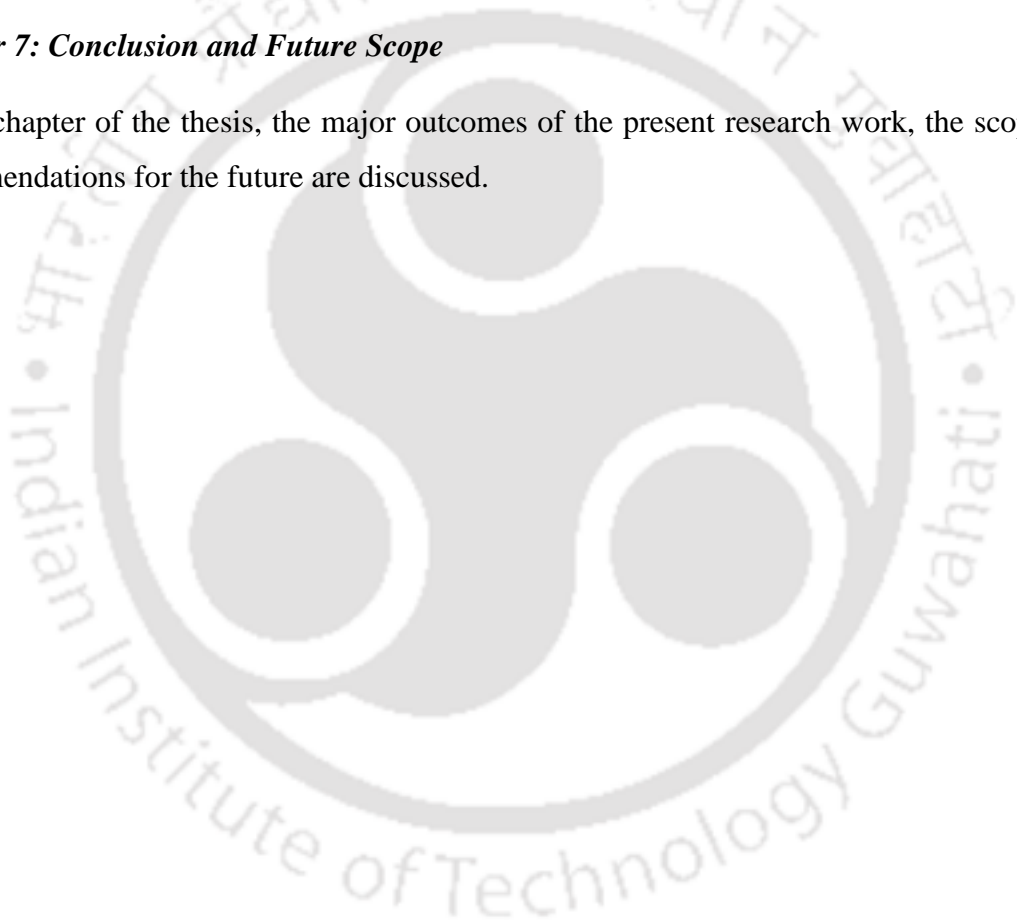 r 7: Conclusion and Future Scope
chapter of the thesis, the major outcomes of the present research work, the sco
endations for the future are discussed.
• Indian Institute of Technology Guwahati •